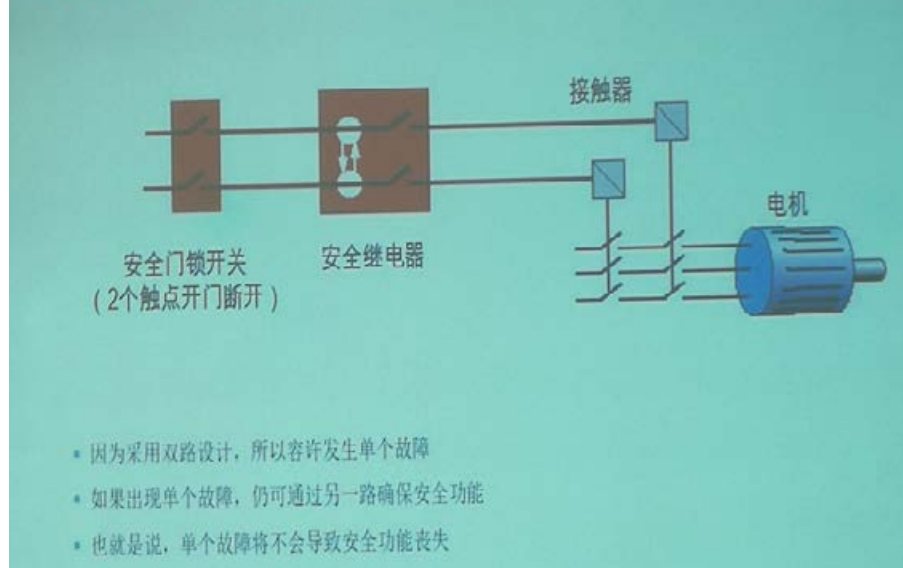 接触器
电机
安全门锁开关
（2个触点开门断开）
安全继电器
• 因为采用双路设计，所以容许发生单个故障
• 如果出现单个故障，仍可通过另一路确保安全功能
• 也就是说，单个故障将不会导致安全功能丧失